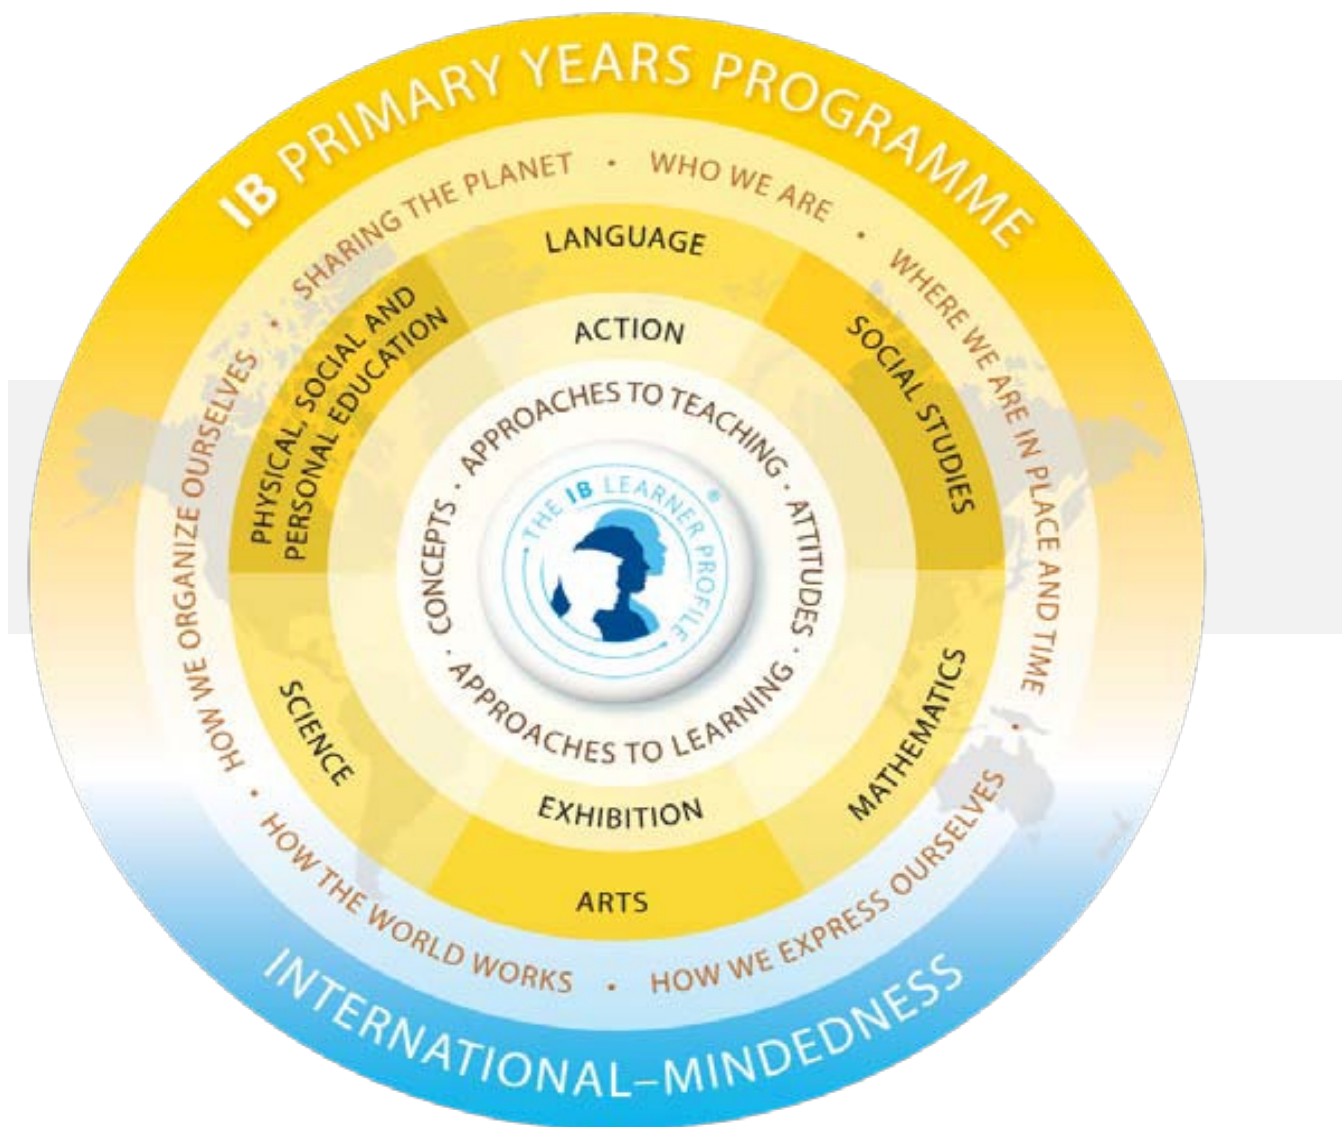 IB PRIMARY YEARS PROGRAMME
SHARING THE PLANET • WHO WE ARE • WHERE WE ARE IN PLACE AND TIME • HOW WE EXPRESS OURSELVES • HOW THE WORLD WORKS • HOW WE ORGANIZE OURSELVES •
LANGUAGE
SOCIAL STUDIES
MATHEMATICS
ARTS
SCIENCE
PHYSICAL, SOCIAL AND
PERSONAL EDUCATION
ACTION
EXHIBITION
APPROACHES TO TEACHING • ATTITUDES • APPROACHES TO LEARNING • CONCEPTS •
THE IB LEARNER PROFILE ®
INTERNATIONAL–MINDEDNESS